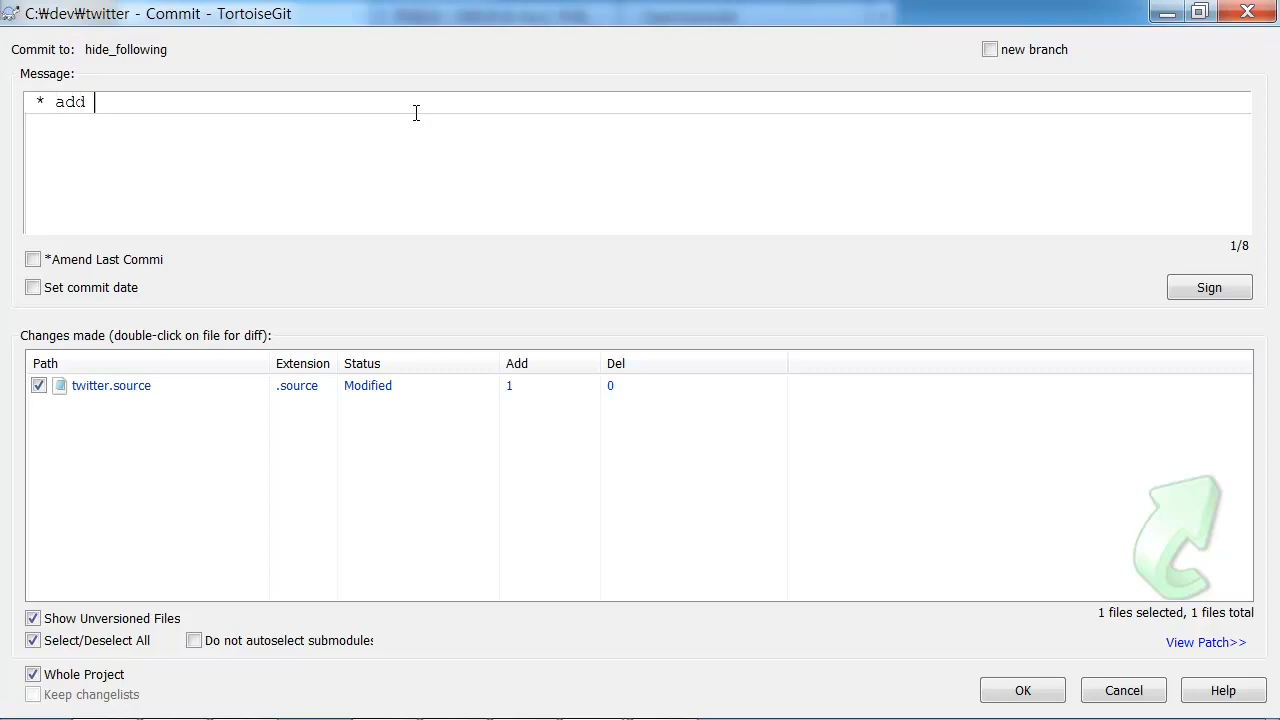 C:₩dev₩twitter - Commit - TortoiseGit
Commit to: hide_following
new branch
Message:
* add
1/8
*Amend Last Commi
Set commit date
Sign
Changes made (double-click on file for diff):
Path Extension Status Add Del
twitter.source .source Modified 1 0
Show Unversioned Files
1 files selected, 1 files total
Select/Deselect All Do not autoselect submodules
View Patch>>
Whole Project
Keep changelists
OK Cancel Help